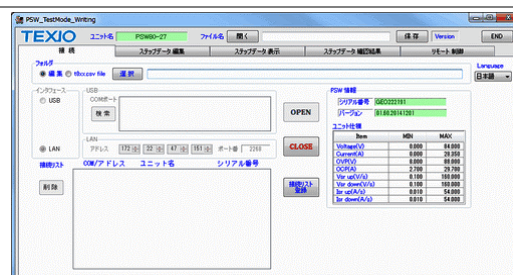 PSW_TestMode_Writing
TEXIO ユニット名 PSW80-27 ファイル名 開く 保存 Version END
接続 ステップデータ 編集 ステップデータ 表示 ステップデータ 確認結果 リモート 制御
フォルダ
編集 t8xx.csv file 選択
Language
日本語
インタフェース
USB
LAN
USB
COMポート
検索
LAN
アドレス 172 22 47 151 ポート番 2268
OPEN
CLOSE
接続リスト
COM/アドレス ユニット名 シリアル番号
削除
接続リスト
登録
PSW 情報
シリアル番号 GEO222191
バージョン 01.60.20141201
ユニット仕様
Item MIN MAX
Voltage(V) 0.000 84.000
Current(A) 0.000 28.350
OVP(V) 8.000 88.000
OCP(A) 2.700 29.700
Vsr up(V/s) 0.100 160.000
Vsr down(V/s) 0.100 160.000
Isr up(A/s) 0.010 54.000
Isr down(A/s) 0.010 54.000